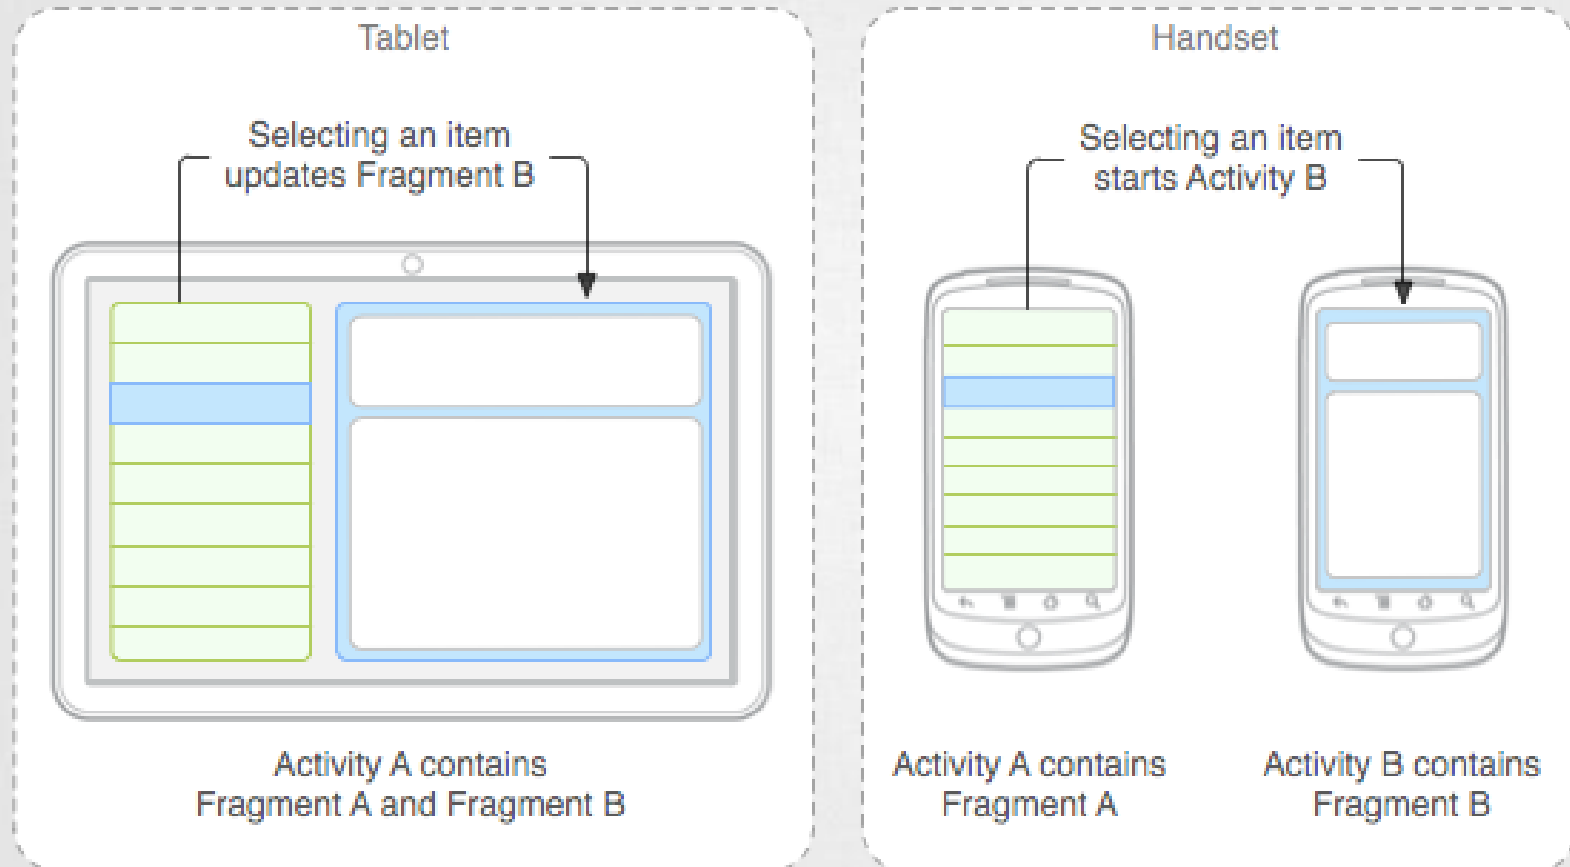 Tablet
Selecting an item
updates Fragment B
Activity A contains
Fragment A and Fragment B
Handset
Selecting an item
starts Activity B
Activity A contains
Fragment A
Activity B contains
Fragment B